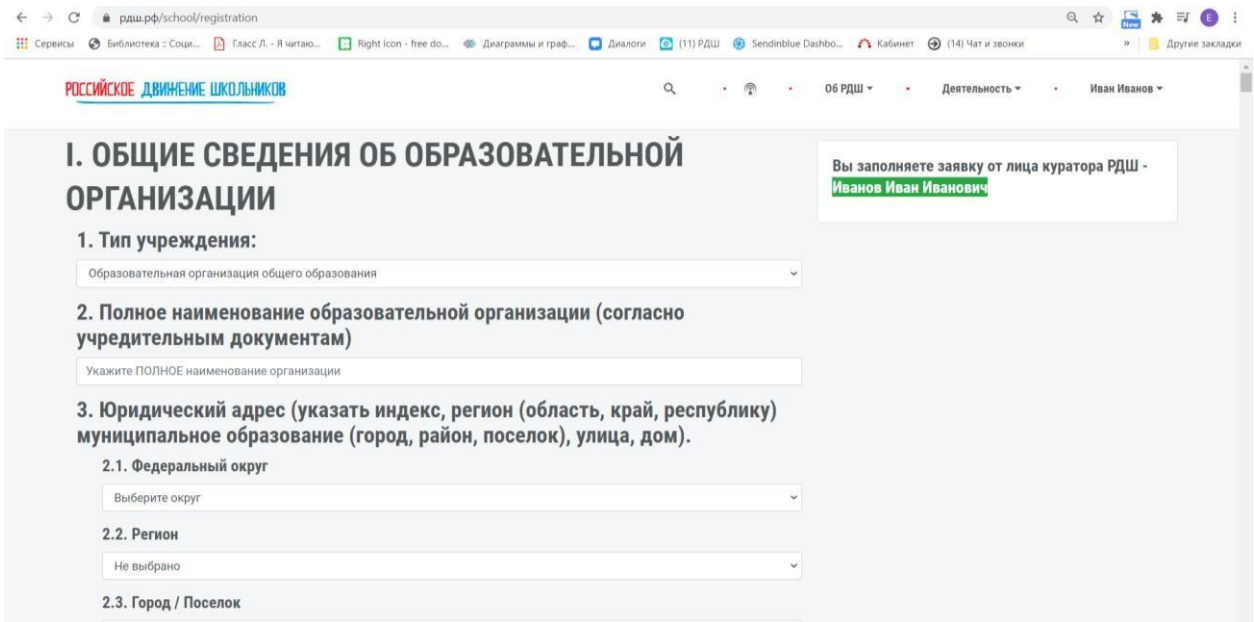 рдш.рф/school/registration
New
E
Сервисы Библиотека :: Соци... Гласс Л. - Я читаю... Right Icon - free do... Диаграммы и граф... Диалоги (11) РДШ Sendinblue Dashbo... Кабинет (14) Чат и звонки » Другие закладки
РОССИЙСКОЕ ДВИЖЕНИЕ ШКОЛЬНИКОВ
Об РДШ Деятельность Иван Иванов
I. ОБЩИЕ СВЕДЕНИЯ ОБ ОБРАЗОВАТЕЛЬНОЙ
ОРГАНИЗАЦИИ
Вы заполняете заявку от лица куратора РДШ -
Иванов Иван Иванович
1. Тип учреждения:
Образовательная организация общего образования
2. Полное наименование образовательной организации (согласно
учредительным документам)
Укажите ПОЛНОЕ наименование организации
3. Юридический адрес (указать индекс, регион (область, край, республику)
муниципальное образование (город, район, поселок), улица, дом).
2.1. Федеральный округ
Выберите округ
2.2. Регион
Не выбрано
2.3. Город / Поселок